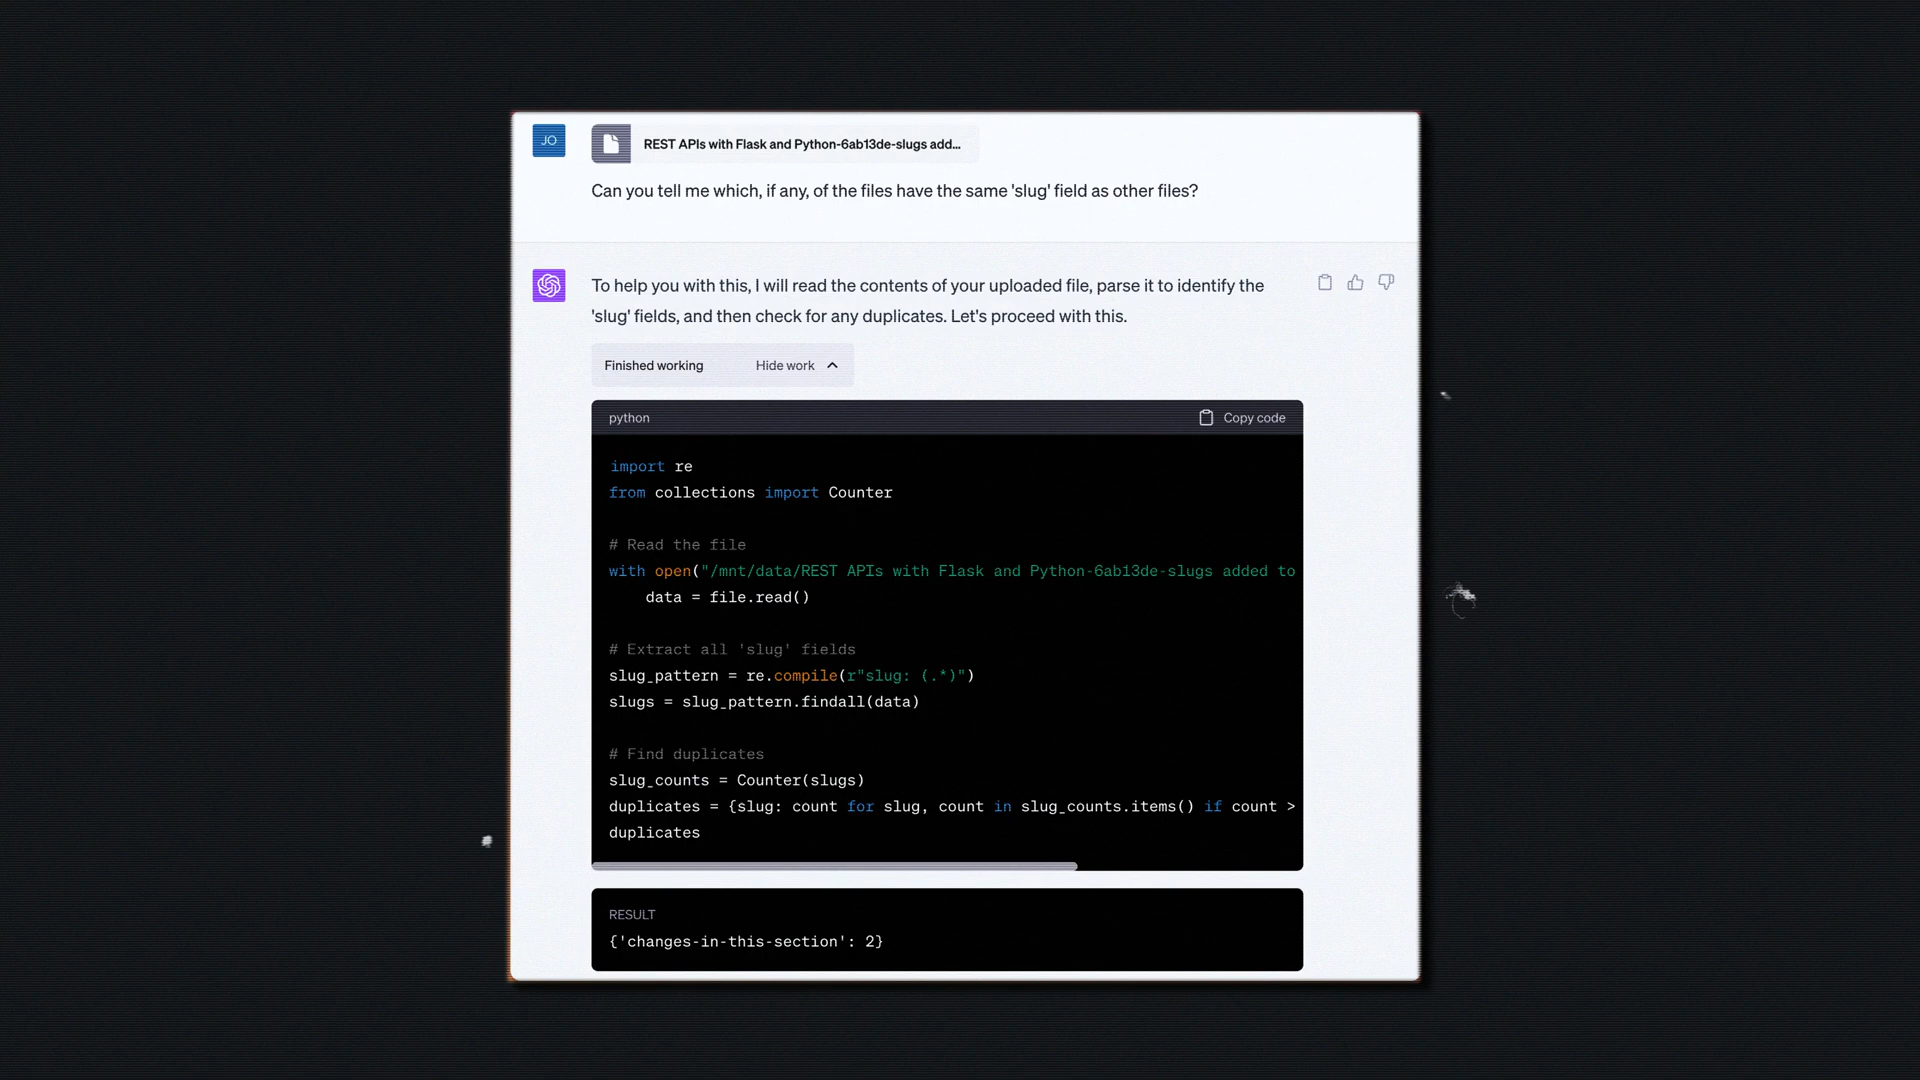 JO
REST APIs with Flask and Python-6ab13de-slugs add...
Can you tell me which, if any, of the files have the same 'slug' field as other files?
To help you with this, I will read the contents of your uploaded file, parse it to identify the
'slug' fields, and then check for any duplicates. Let's proceed with this.
Finished working Hide work
python Copy code
import re
from collections import Counter
# Read the file
with open("/mnt/data/REST APIs with Flask and Python-6ab13de-slugs added to
    data = file.read()
# Extract all 'slug' fields
slug_pattern = re.compile(r"slug: (.*)")
slugs = slug_pattern.findall(data)
# Find duplicates
slug_counts = Counter(slugs)
duplicates = {slug: count for slug, count in slug_counts.items() if count >
duplicates
RESULT
{'changes-in-this-section': 2}